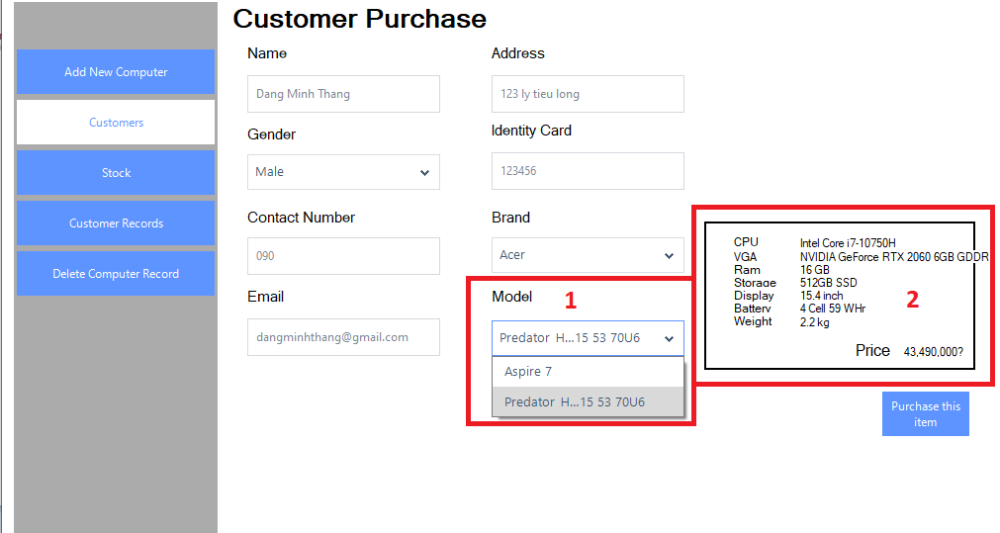 Customer Purchase
Add New Computer
Customers
Stock
Customer Records
Delete Computer Record
Name
Dang Minh Thang
Address
123 ly tieu long
Gender
Male
Identity Card
123456
Contact Number
090
Brand
Acer
Email
dangminhthang@gmail.com
Model
1
Predator H...15 53 70U6
Aspire 7
Predator H...15 53 70U6
CPU Intel Core i7-10750H
VGA NVIDIA GeForce RTX 2060 6GB GDDR
Ram 16 GB
Storage 512GB SSD
Display 15.4 inch
Battery 4 Cell 59 WHr
Weight 2.2 kg
2
Price 43,490,000?
Purchase this
item